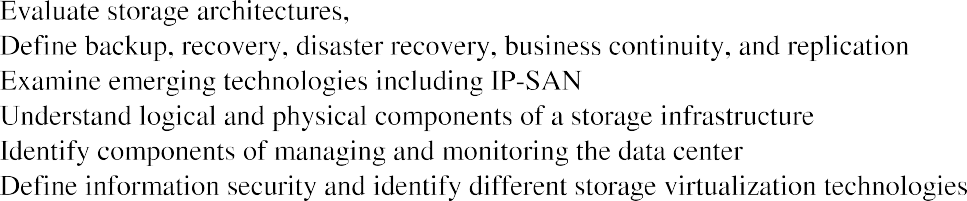 Evaluate storage architectures,
Define backup, recovery, disaster recovery, business continuity, and replication
Examine emerging technologies including IP-SAN
Understand logical and physical components of a storage infrastructure
Identify components of managing and monitoring the data center
Define information security and identify different storage virtualization technologies